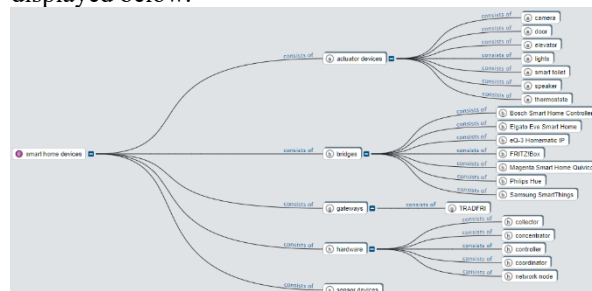 displayed below.
consists of camera
consists of door
consists of elevator
consists of actuator devices consists of lights
consists of smart toilet
consists of speaker
consists of thermostate
consists of Bosch Smart Home Controller
consists of Elgato Eve Smart Home
consists of eQ-3 Homematic IP
smart home devices consists of bridges consists of FRITZ!Box
consists of Magenta Smart Home
consists of Philips Hue
consists of Samsung SmartThings
consists of gateways consists of TRADFRI
consists of collector
consists of concentrator
consists of hardware consists of controller
consists of coordinator
consists of network node
consists of sensor devices